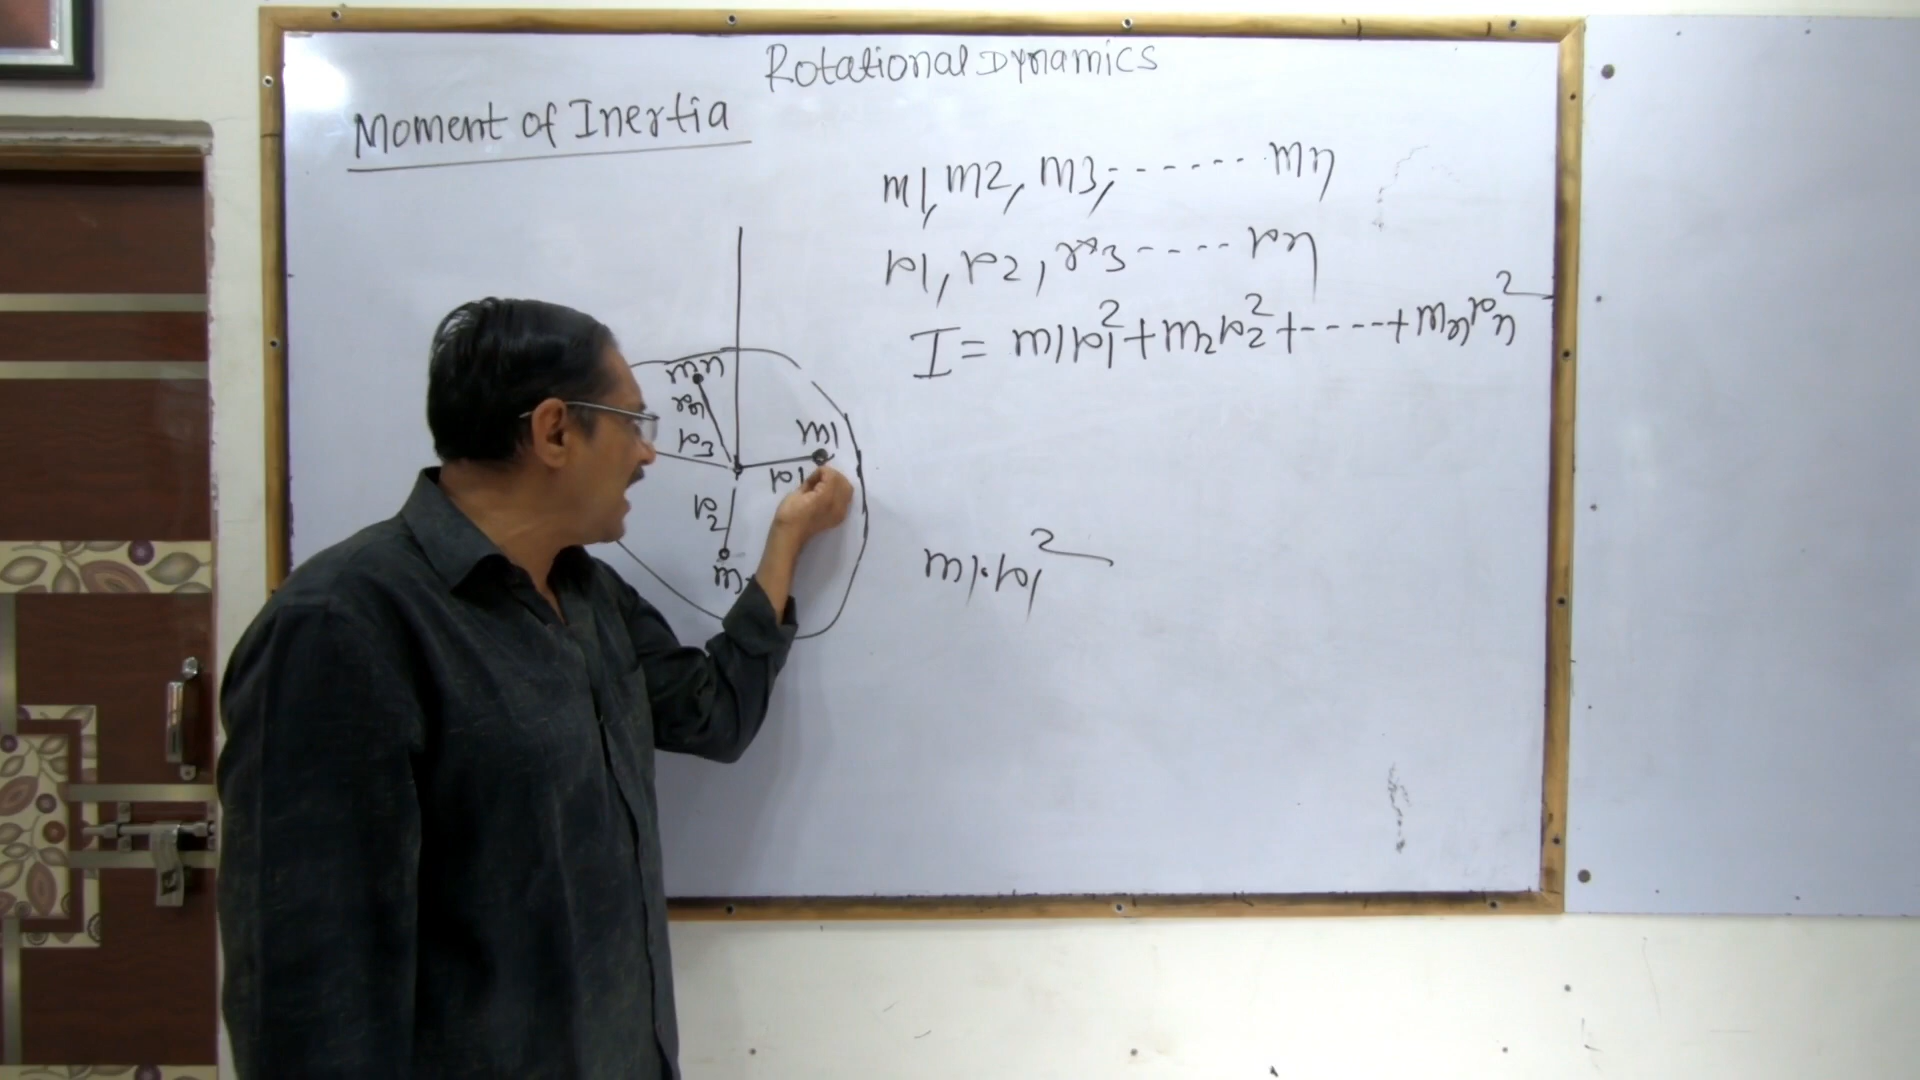 Rotational Dynamics
Moment of Inertia
m1, m2, m3, ------ mn
r1, r2, r3 ---- rn
I = m1r1² + m2r2² + ---- + mnrn²
mn
rn
r3
m1
r1
r2
m1.r1²